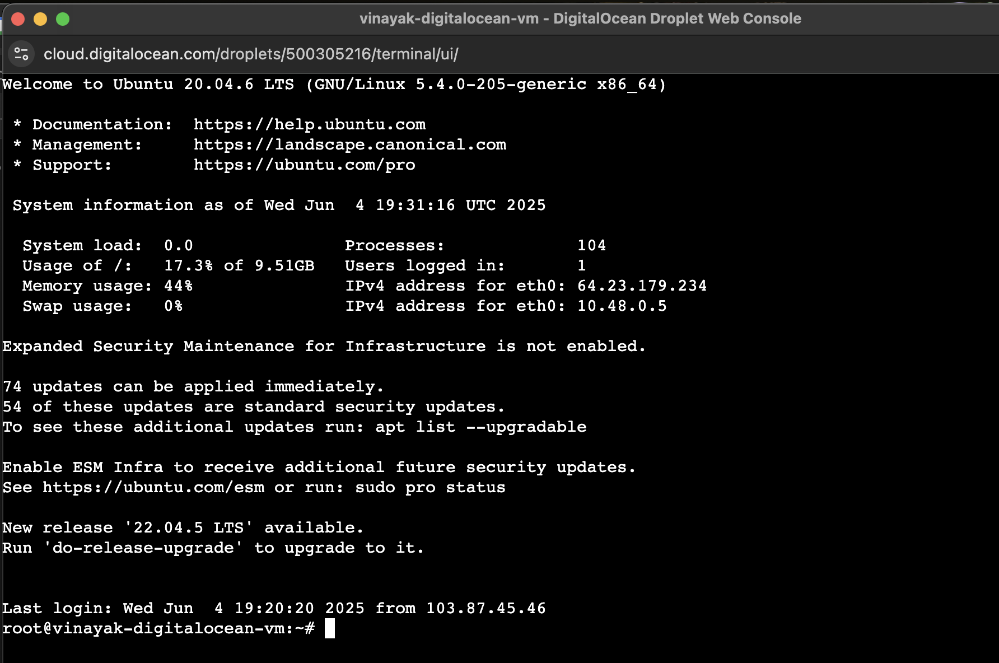 vinayak-digitalocean-vm - DigitalOcean Droplet Web Console
cloud.digitalocean.com/droplets/500305216/terminal/ui/
Welcome to Ubuntu 20.04.6 LTS (GNU/Linux 5.4.0-205-generic x86_64)
* Documentation:  https://help.ubuntu.com
* Management:     https://landscape.canonical.com
* Support:        https://ubuntu.com/pro
System information as of Wed Jun  4 19:31:16 UTC 2025
System load:  0.0               Processes:             104
Usage of /:   17.3% of 9.51GB   Users logged in:       1
Memory usage: 44%               IPv4 address for eth0: 64.23.179.234
Swap usage:   0%                IPv4 address for eth0: 10.48.0.5
Expanded Security Maintenance for Infrastructure is not enabled.
74 updates can be applied immediately.
54 of these updates are standard security updates.
To see these additional updates run: apt list --upgradable
Enable ESM Infra to receive additional future security updates.
See https://ubuntu.com/esm or run: sudo pro status
New release '22.04.5 LTS' available.
Run 'do-release-upgrade' to upgrade to it.
Last login: Wed Jun  4 19:20:20 2025 from 103.87.45.46
root@vinayak-digitalocean-vm:~#